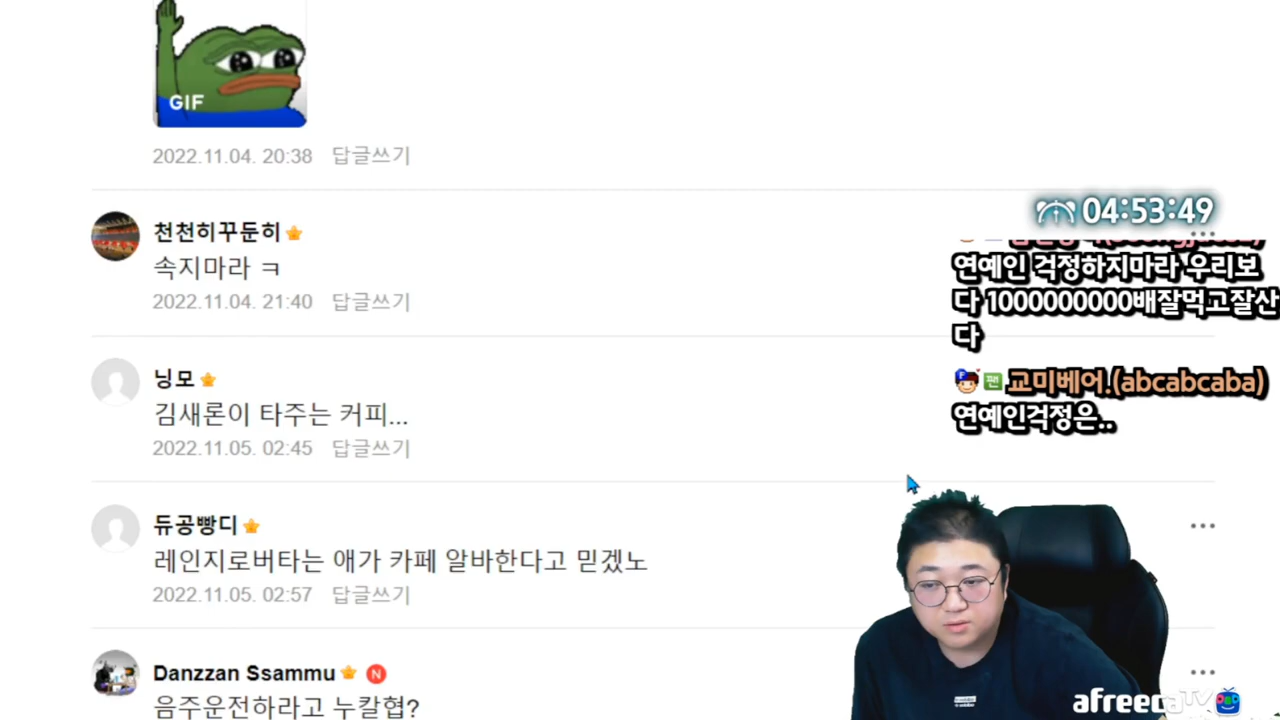 GIF
2022.11.04. 20:38 답글쓰기
천천히꾸둔히
속지마라 ㅋ
2022.11.04. 21:40 답글쓰기
닝모
김새론이 타주는 커피...
2022.11.05. 02:45 답글쓰기
듀공빵디
레인지로버타는 애가 카페 알바한다고 믿겠노
2022.11.05. 02:57 답글쓰기
Danzzan Ssammu N
음주운전하라고 누칼협?
04:53:49
연예인 걱정하지마라 우리보
다 1000000000배잘먹고잘산
다
F 팬 교미베어.(abcabcaba)
연예인걱정은..
afreecaTV